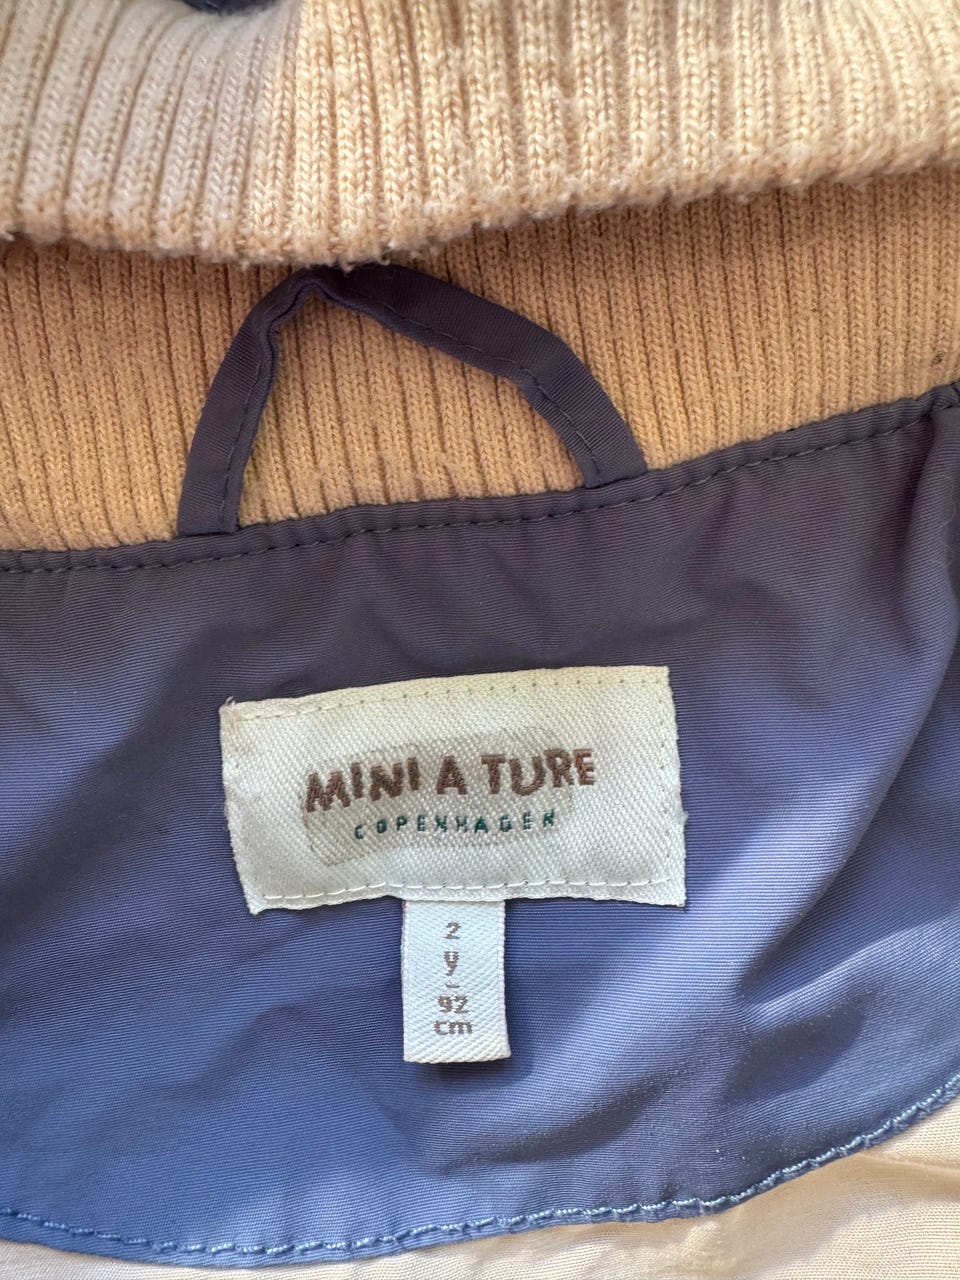 MINI A TURE
COPENHAGEN
2
y
-
92
cm